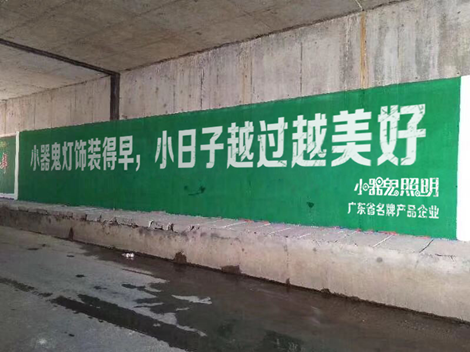 小器鬼灯饰装得早，小日子越过越美好
小器鬼照明
广东省名牌产品企业